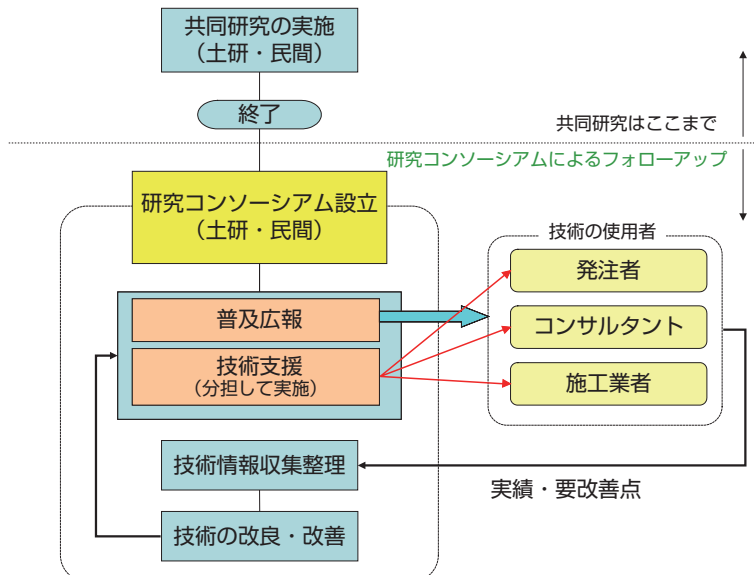 共同研究の実施
(土研・民間)
終了
共同研究はここまで
研究コンソーシアムによるフォローアップ
研究コンソーシアム設立
(土研・民間)
技術の使用者
発注者
普及広報
コンサルタント
技術支援
(分担して実施)
施工業者
技術情報収集整理
実績・要改善点
技術の改良・改善